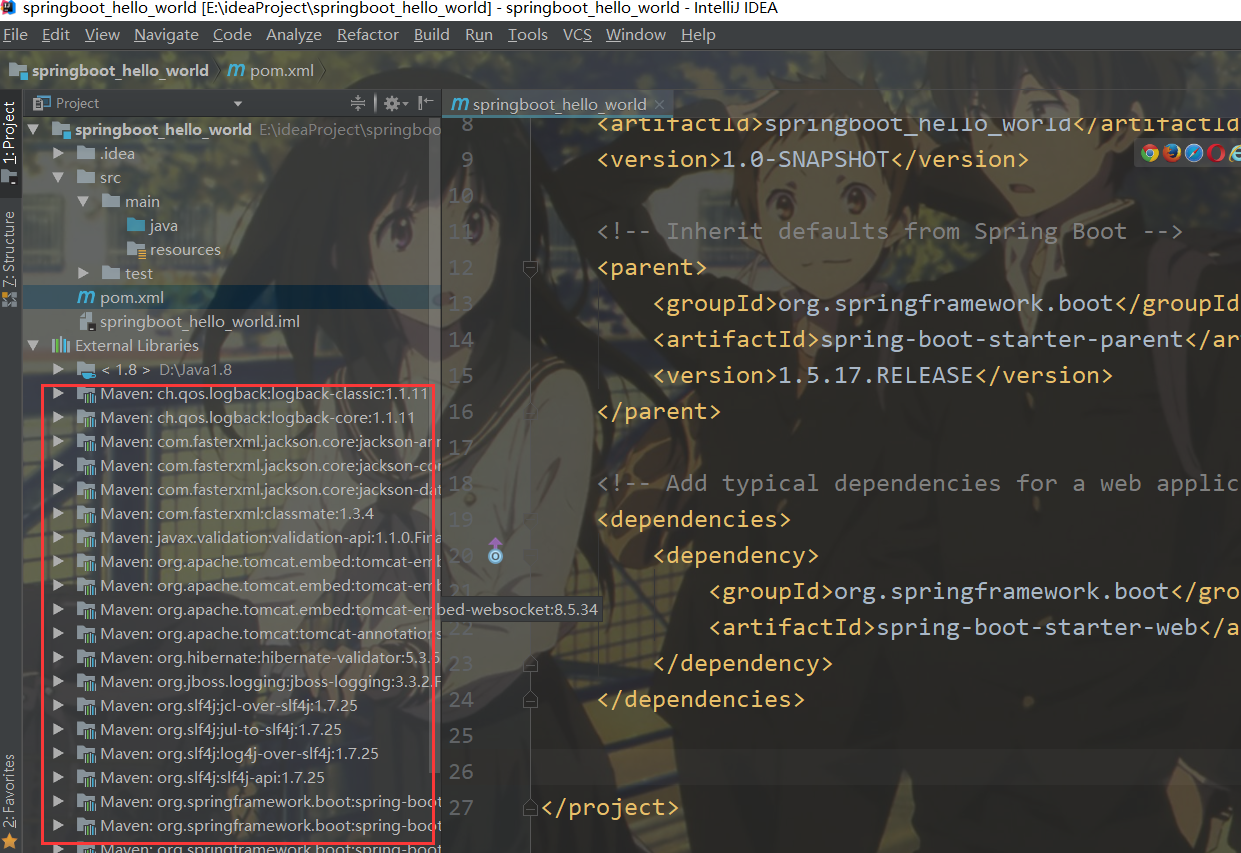 springboot_hello_world [E:\ideaProject\springboot_hello_world] - springboot_hello_world - IntelliJ IDEA
File Edit View Navigate Code Analyze Refactor Build Run Tools VCS Window Help
springboot_hello_world m pom.xml
1: Project
Z: Structure
2: Favorites
Project
springboot_hello_world E:\ideaProject\springboo
.idea
src
main
java
resources
test
m pom.xml
springboot_hello_world.iml
External Libraries
< 1.8 > D:\Java1.8
Maven: ch.qos.logback:logback-classic:1.1.11
Maven: ch.qos.logback:logback-core:1.1.11
Maven: com.fasterxml.jackson.core:jackson-an
Maven: com.fasterxml.jackson.core:jackson-cor
Maven: com.fasterxml.jackson.core:jackson-dat
Maven: com.fasterxml:classmate:1.3.4
Maven: javax.validation:validation-api:1.1.0.Fina
Maven: org.apache.tomcat.embed:tomcat-emb
Maven: org.apache.tomcat.embed:tomcat-emb
Maven: org.apache.tomcat.embed:tomcat-embed-websocket:8.5.34
Maven: org.apache.tomcat:tomcat-annotations
Maven: org.hibernate:hibernate-validator:5.3.6
Maven: org.jboss.logging:jboss-logging:3.3.2.F
Maven: org.slf4j:jcl-over-slf4j:1.7.25
Maven: org.slf4j:jul-to-slf4j:1.7.25
Maven: org.slf4j:log4j-over-slf4j:1.7.25
Maven: org.slf4j:slf4j-api:1.7.25
Maven: org.springframework.boot:spring-boot
Maven: org.springframework.boot:spring-boot
Maven: org.springframework.boot:spring-boot
m springboot_hello_world
8 <artifactId>springboot_hello_world</artifactId
9 <version>1.0-SNAPSHOT</version>
10
11 <!-- Inherit defaults from Spring Boot -->
12 <parent>
13 <groupId>org.springframework.boot</groupId
14 <artifactId>spring-boot-starter-parent</ar
15 <version>1.5.17.RELEASE</version>
16 </parent>
17
18 <!-- Add typical dependencies for a web applic
19 <dependencies>
20 <dependency>
21 <groupId>org.springframework.boot</gro
22 <artifactId>spring-boot-starter-web</a
23 </dependency>
24 </dependencies>
25
26
27 </project>